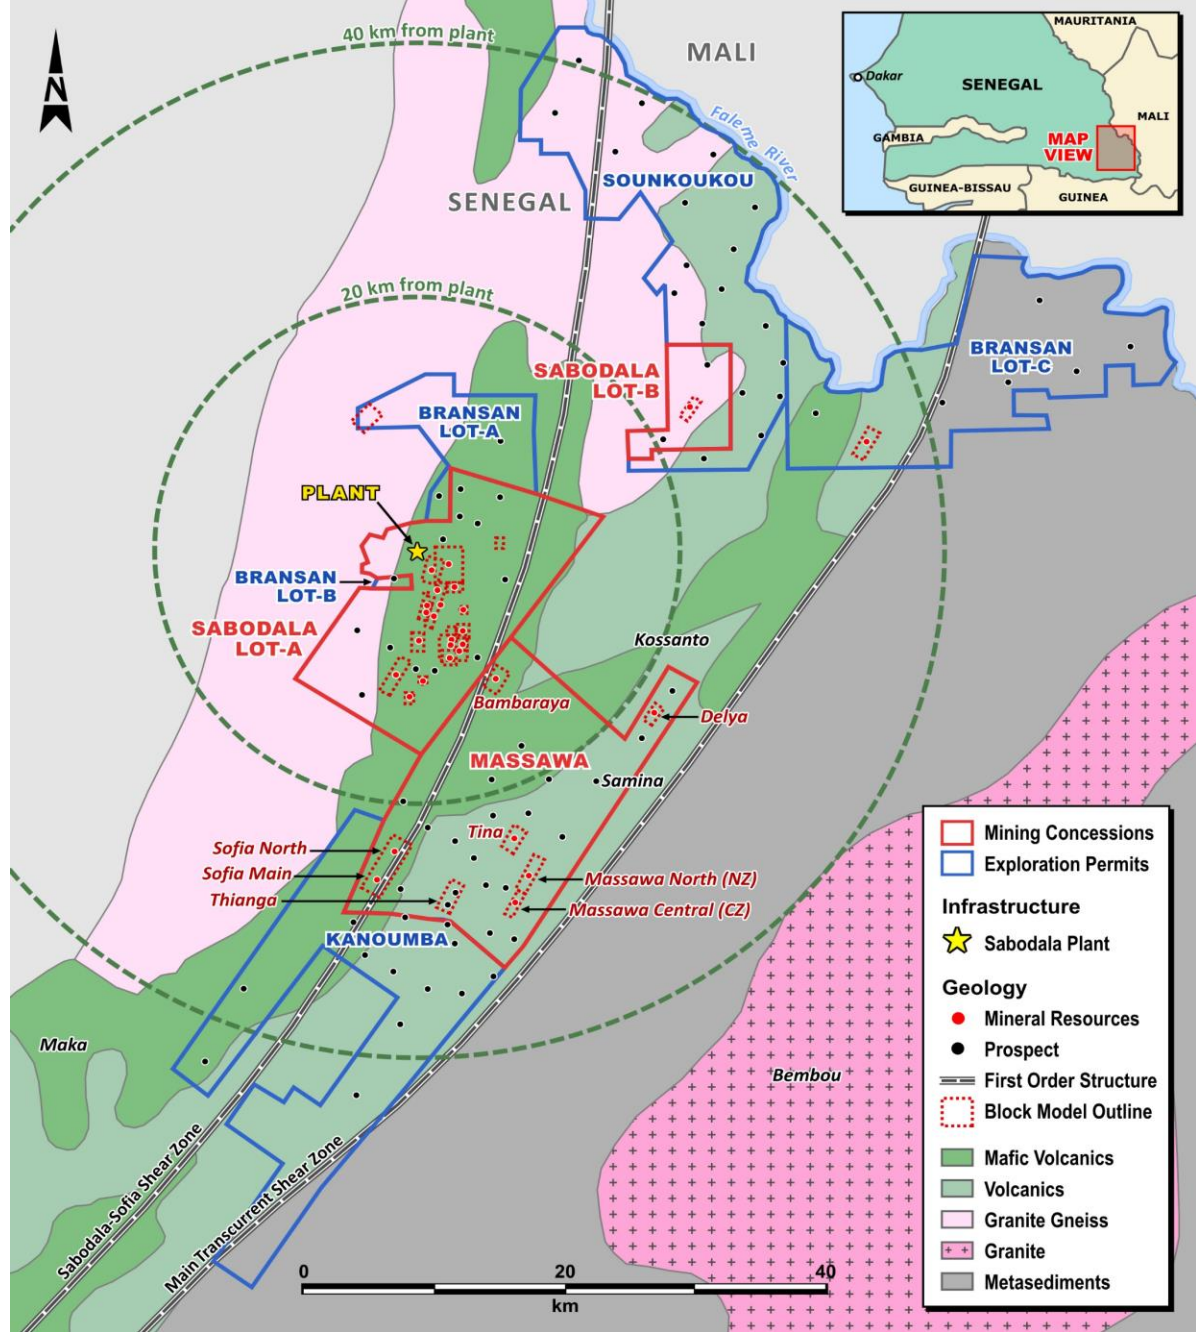 40 km from plant
MALI
N
Faleme River
SOUNKOUKOU
SENEGAL
20 km from plant
MAURITANIA
Dakar
SENEGAL
MALI
GAMBIA
MAP
VIEW
GUINEA-BISSAU
GUINEA
SABODALA
LOT-B
BRANSAN
LOT-C
BRANSAN
LOT-A
PLANT
BRANSAN
LOT-B
SABODALA
LOT-A
Kossanto
Bambaraya
Delya
MASSAWA
Samina
Tina
Sofia North
Sofia Main
Thianga
Massawa North (NZ)
Massawa Central (CZ)
KANOUMBA
Maka
Bembou
Sabodala-Sofia Shear Zone
Main Transcurrent Shear Zone
0 20 40
km
Mining Concessions
Exploration Permits
Infrastructure
Sabodala Plant
Geology
Mineral Resources
Prospect
First Order Structure
Block Model Outline
Mafic Volcanics
Volcanics
Granite Gneiss
Granite
Metasediments